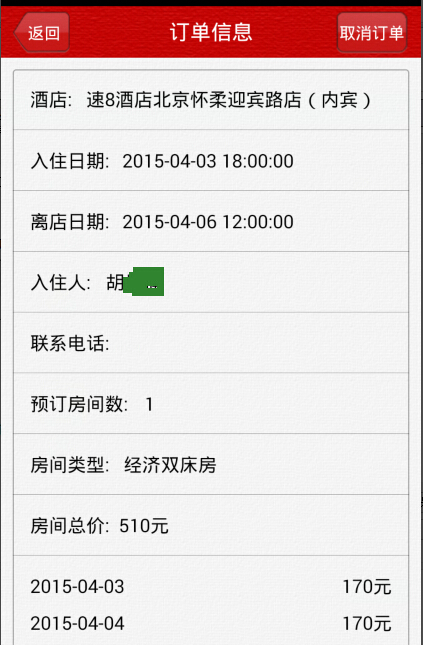 返回
订单信息
取消订单
酒店: 速8酒店北京怀柔迎宾路店（内宾）
入住日期: 2015-04-03 18:00:00
离店日期: 2015-04-06 12:00:00
入住人: 胡
联系电话:
预订房间数: 1
房间类型: 经济双床房
房间总价: 510元
2015-04-03 170元
2015-04-04 170元